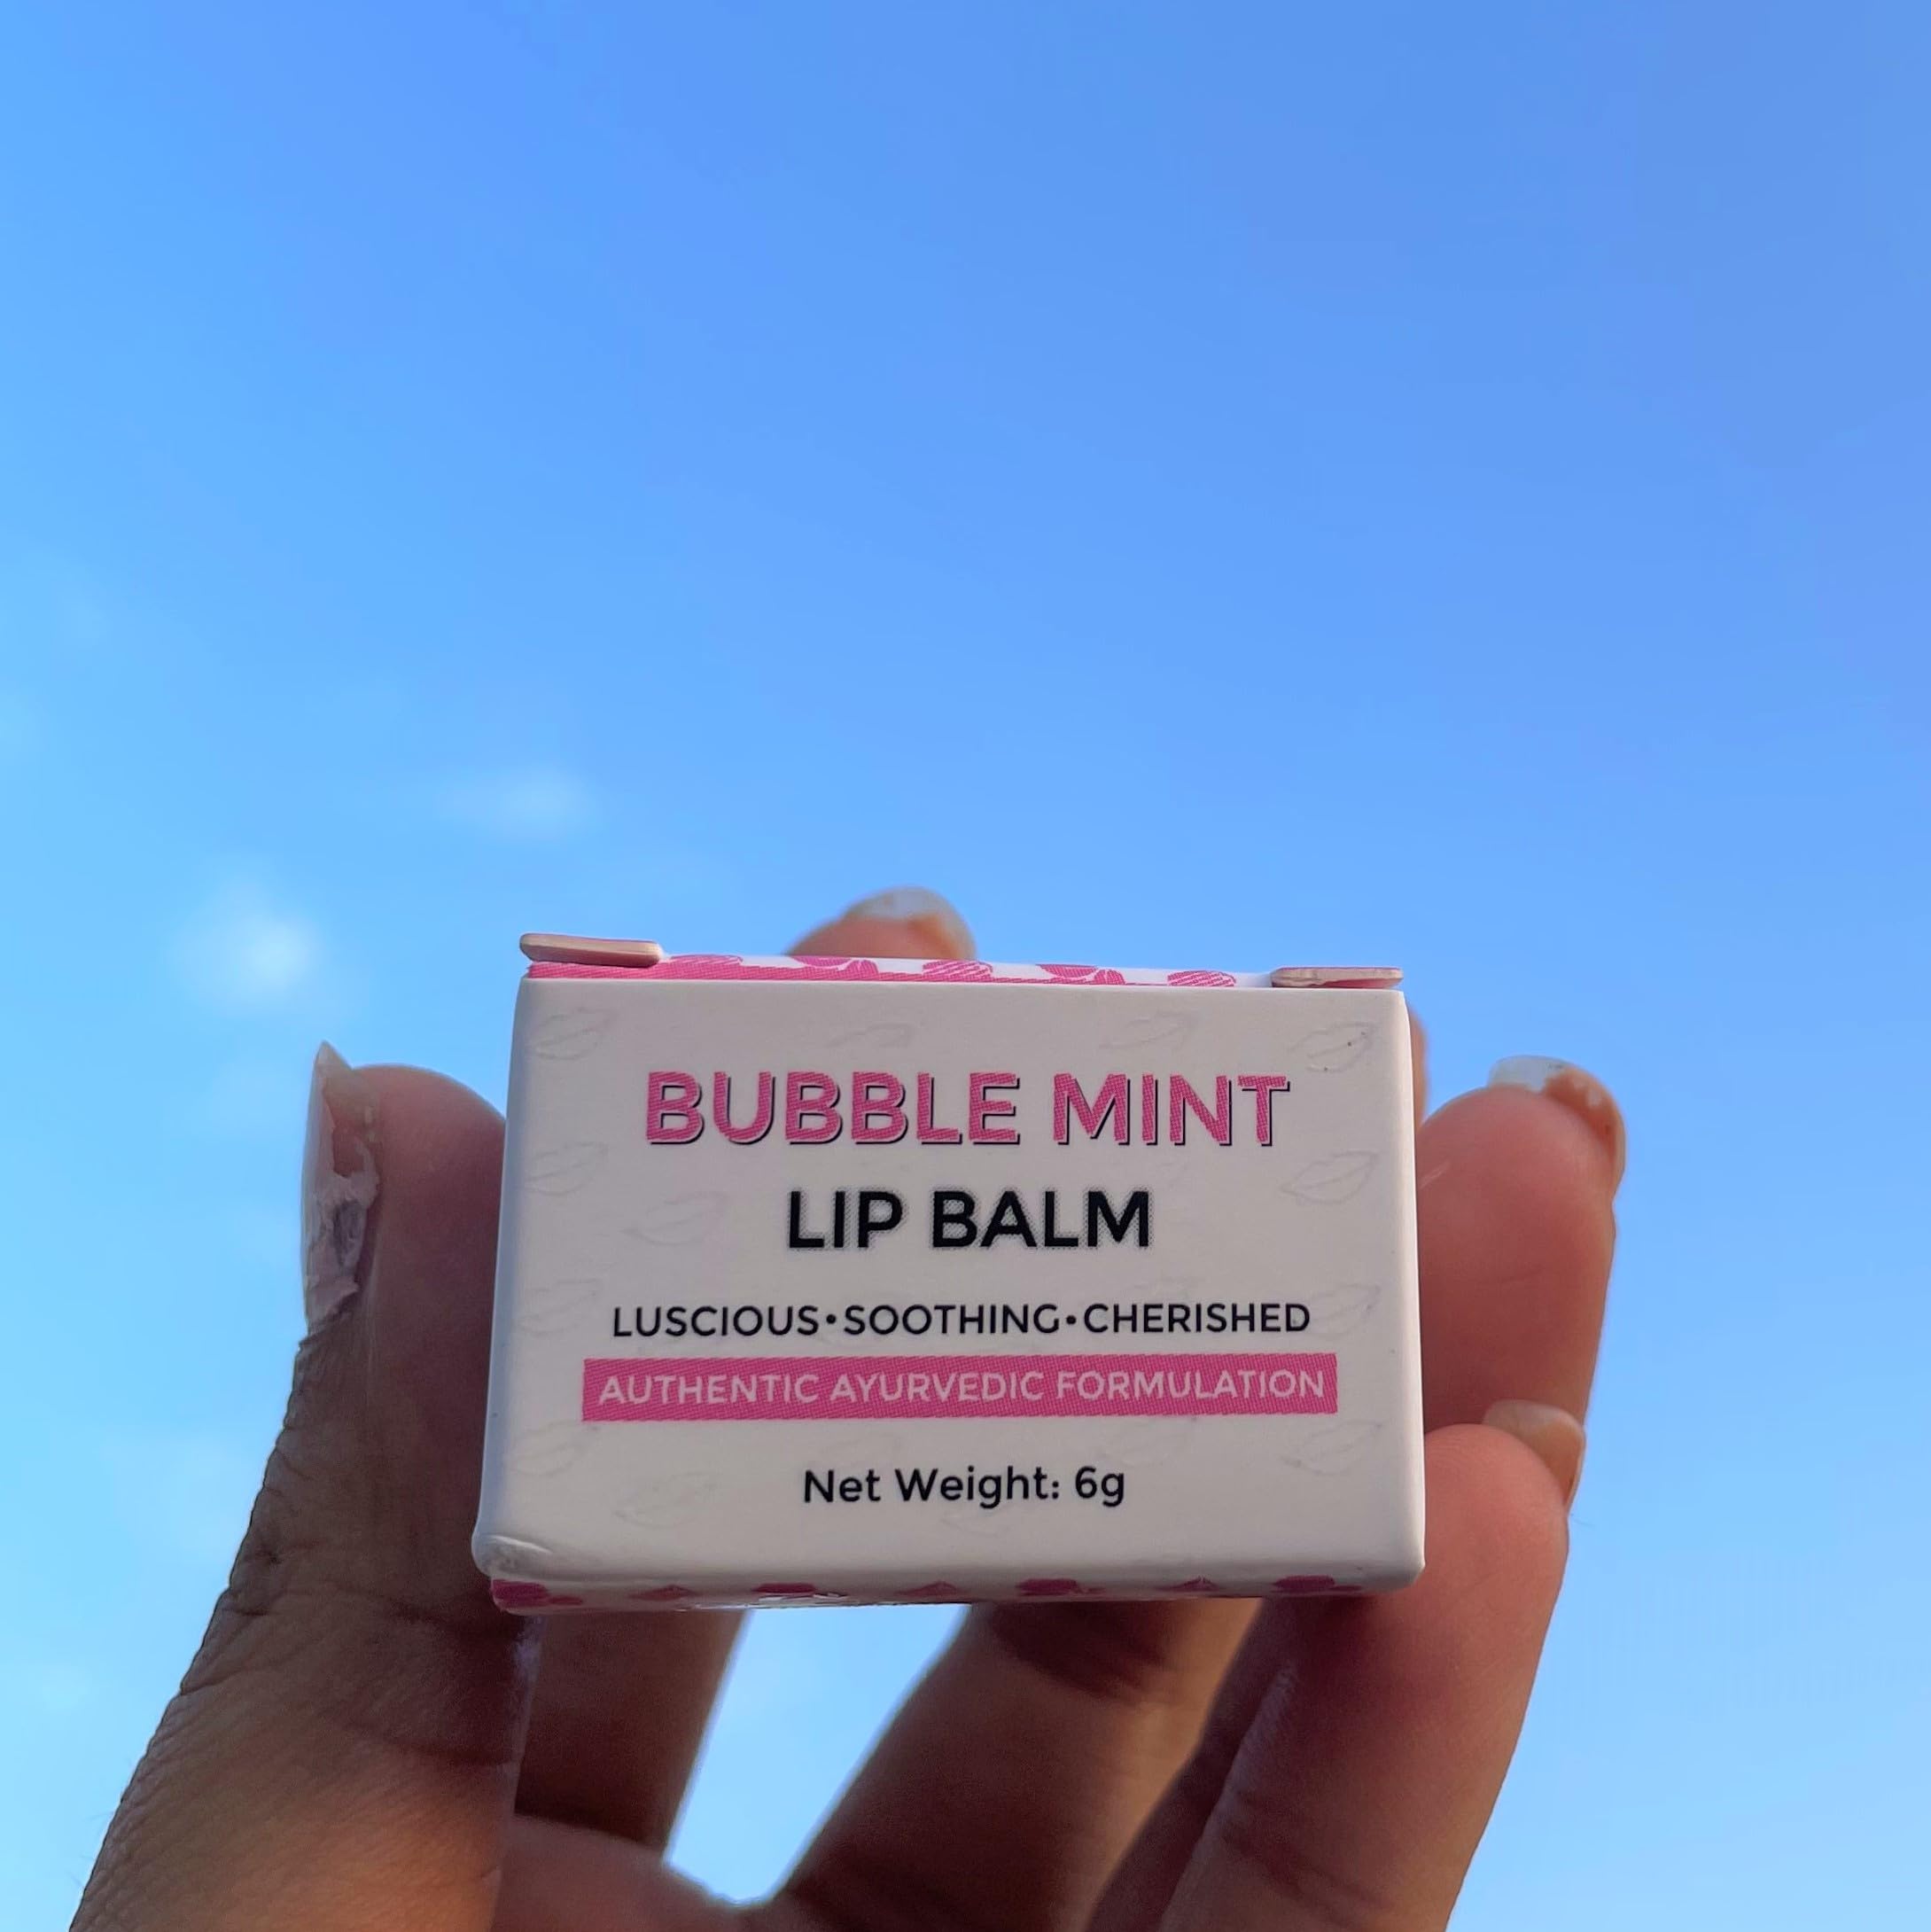 BUBBLE MINT
LIP BALM
LUSCIOUS•SOOTHING•CHERISHED
AUTHENTIC AYURVEDIC FORMULATION
Net Weight: 6g